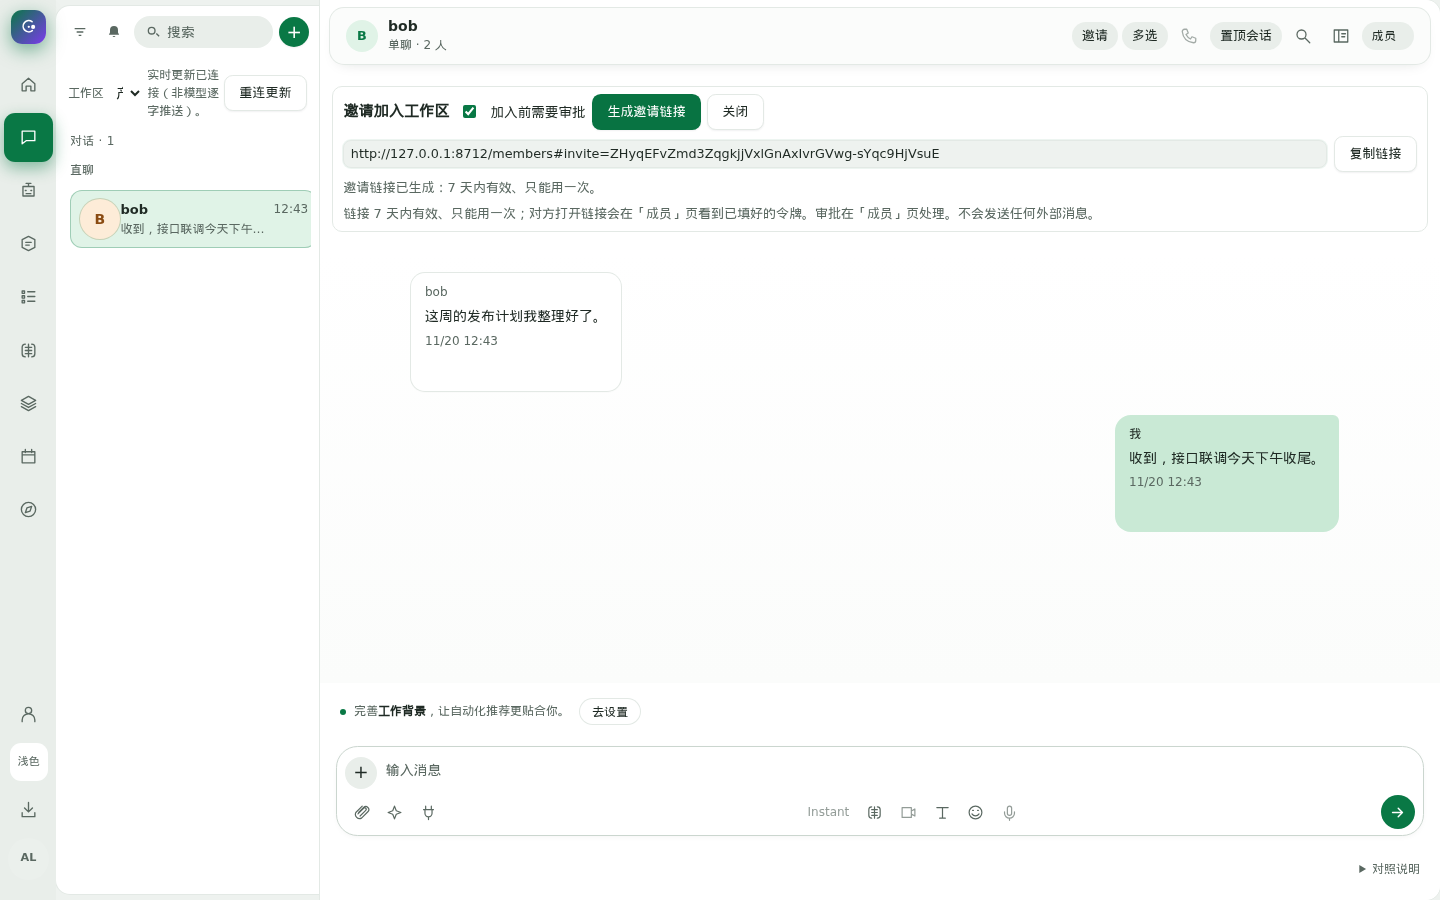 搜索
工作区
实时更新已连
接（非模型逐
字推送）。
重连更新
对话 · 1
直聊
B
bob
12:43
收到，接口联调今天下午...
浅色
AL
B
bob
单聊 · 2 人
邀请
多选
置顶会话
成员
邀请加入工作区
加入前需要审批
生成邀请链接
关闭
http://127.0.0.1:8712/members#invite=ZHyqEFvZmd3ZqgkjJVxlGnAxIvrGVwg-sYqc9HjVsuE
复制链接
邀请链接已生成：7 天内有效、只能用一次。
链接 7 天内有效、只能用一次；对方打开链接会在「成员」页看到已填好的令牌。审批在「成员」页处理。不会发送任何外部消息。
bob
这周的发布计划我整理好了。
11/20 12:43
我
收到，接口联调今天下午收尾。
11/20 12:43
完善工作背景，让自动化推荐更贴合你。
去设置
输入消息
Instant
对照说明